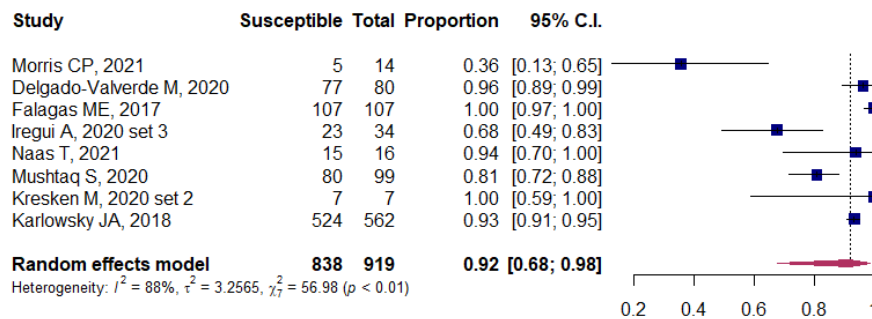 Study Susceptible Total Proportion 95% C.I.
Morris CP, 2021 5 14 0.36 [0.13; 0.65]
Delgado-Valverde M, 2020 77 80 0.96 [0.89; 0.99]
Falagas ME, 2017 107 107 1.00 [0.97; 1.00]
Iregui A, 2020 set 3 23 34 0.68 [0.49; 0.83]
Naas T, 2021 15 16 0.94 [0.70; 1.00]
Mushtaq S, 2020 80 99 0.81 [0.72; 0.88]
Kresken M, 2020 set 2 7 7 1.00 [0.59; 1.00]
Karlowsky JA, 2018 524 562 0.93 [0.91; 0.95]
Random effects model 838 919 0.92 [0.68; 0.98]
Heterogeneity: I² = 88%, τ² = 3.2565, χ²₇ = 56.98 (p < 0.01)
0.2 0.4 0.6 0.8